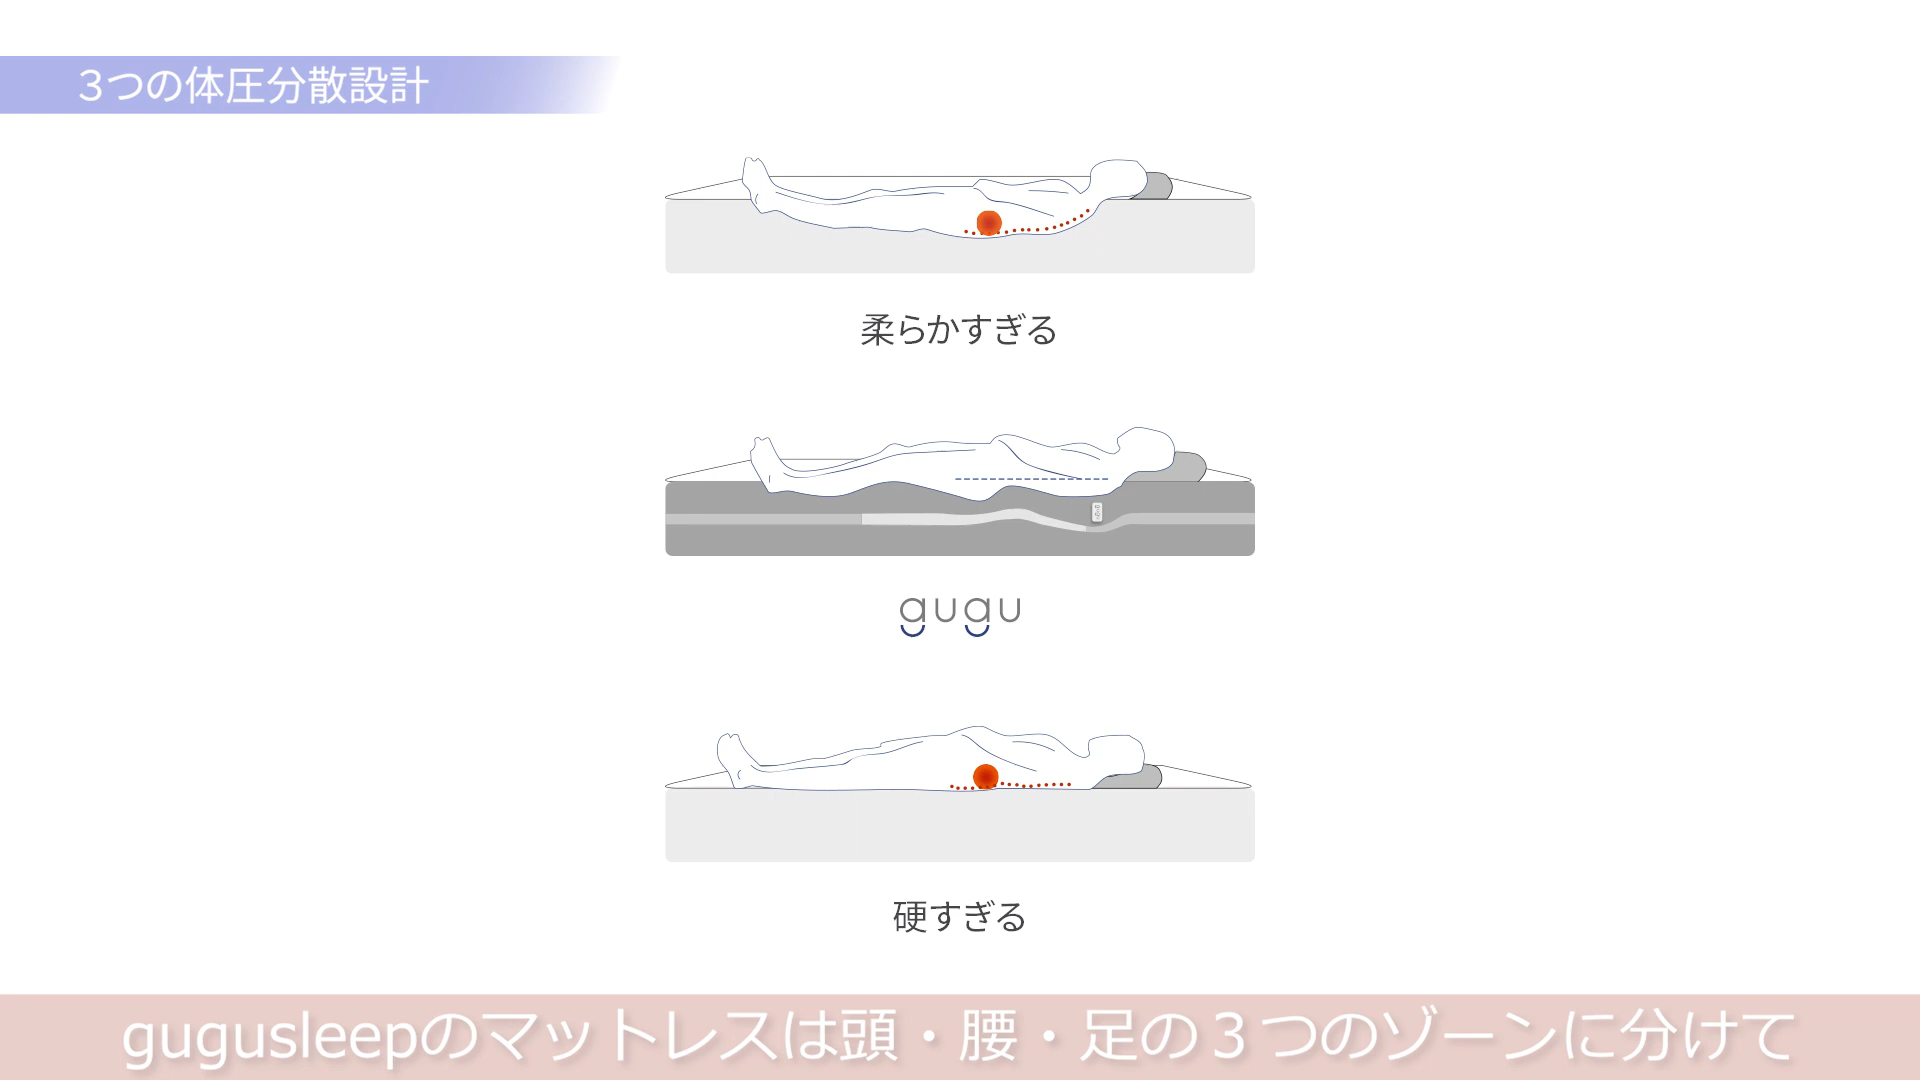 3つの体圧分散設計
柔らかすぎる
gugu
硬すぎる
gugusleepのマットレスは頭・腰・足の3つのゾーンに分けて